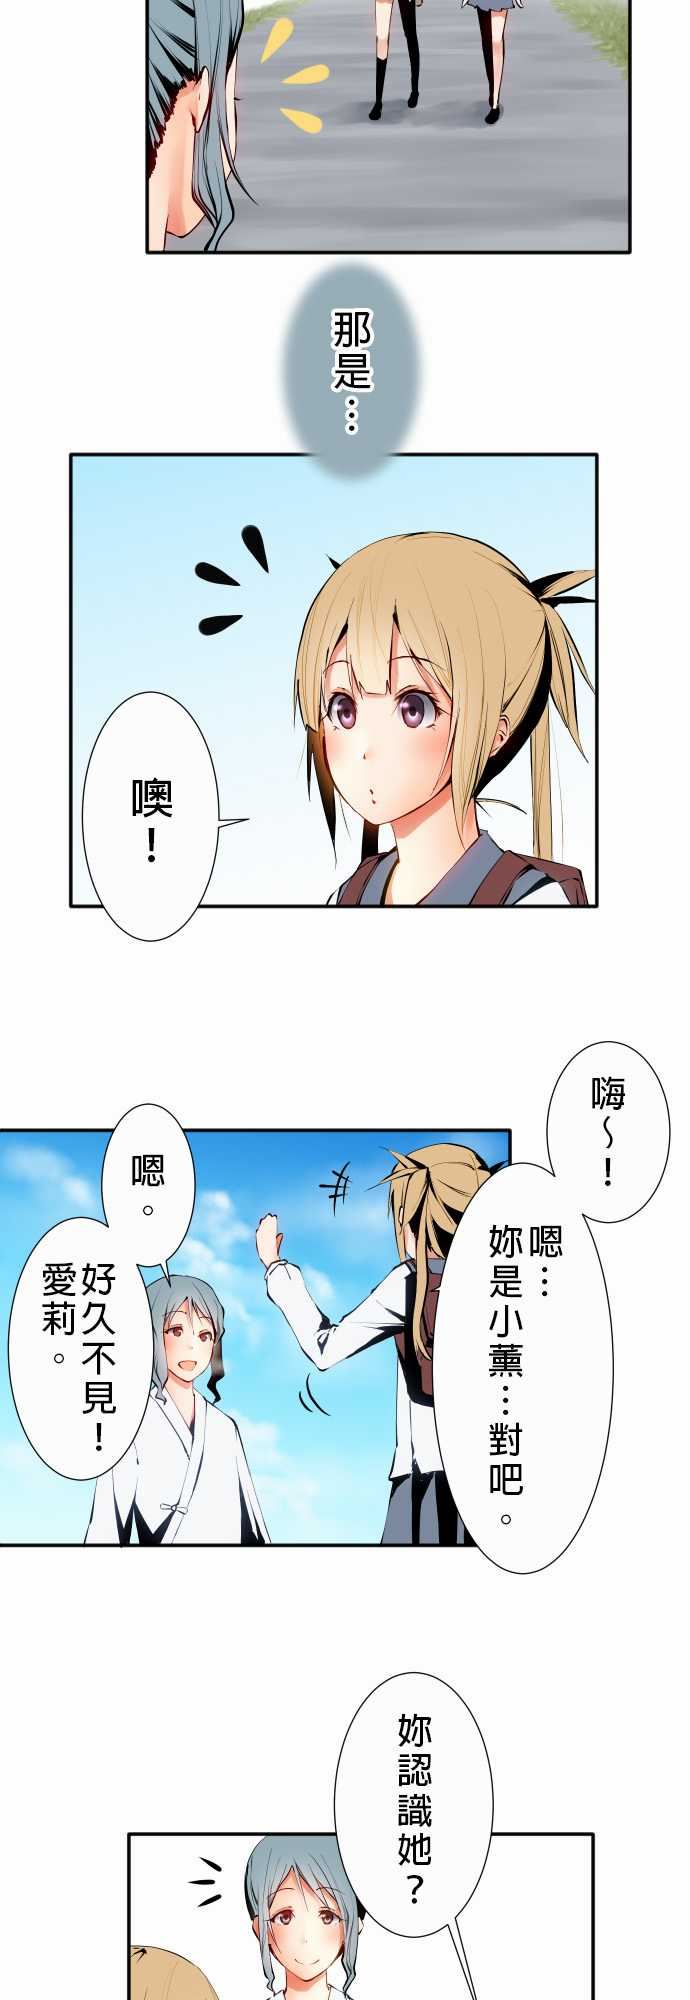 那是…
噢！
嗨～！
嗯…
妳是小薰…對吧。
嗯。
好久不見！
愛莉。
妳認識她？